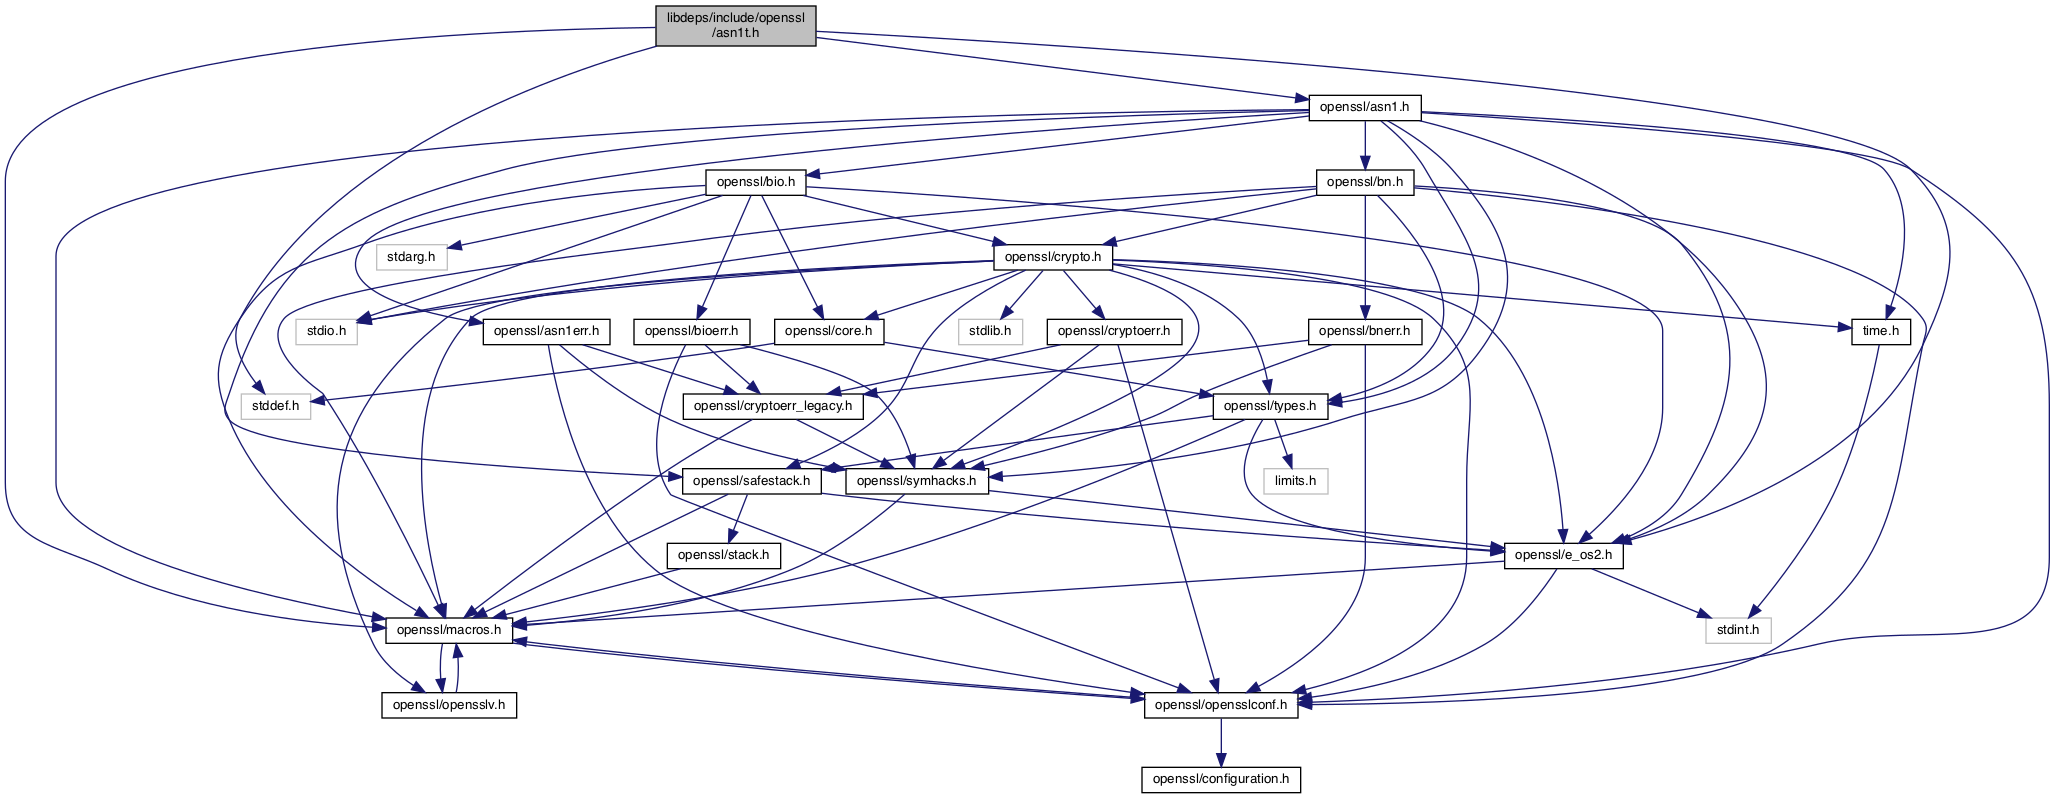 libdeps/include/openssl
/asn1t.h
openssl/asn1.h
openssl/bio.h
openssl/bn.h
stdarg.h
openssl/crypto.h
stdio.h
openssl/asn1err.h
openssl/bioerr.h
openssl/core.h
stdlib.h
openssl/cryptoerr.h
openssl/bnerr.h
time.h
stddef.h
openssl/cryptoerr_legacy.h
openssl/types.h
openssl/safestack.h
openssl/symhacks.h
limits.h
openssl/stack.h
openssl/e_os2.h
openssl/macros.h
stdint.h
openssl/opensslv.h
openssl/opensslconf.h
openssl/configuration.h